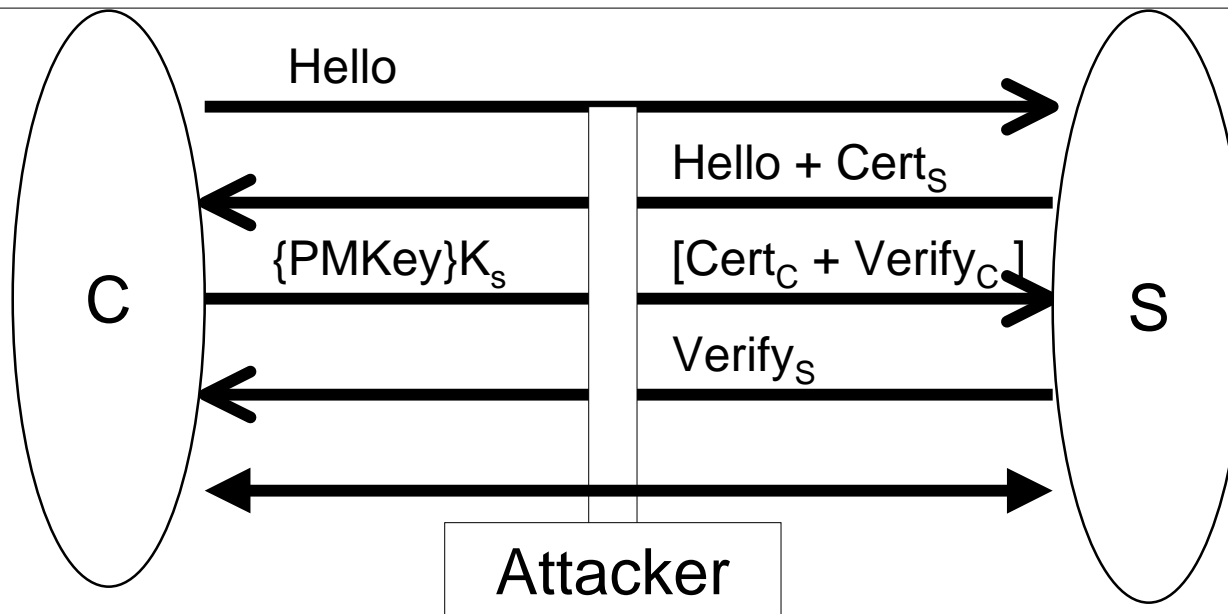 Hello
Hello + Cert_S
{PMKey}K_s [Cert_C + Verify_C ]
C
S
Verify_S
Attacker